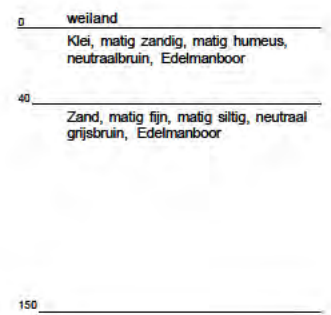 0 weiland
Klei, matig zandig, matig humeus,
neutraalbruin, Edelmanboor
40
Zand, matig fijn, matig siltig, neutraal
grijsbruin, Edelmanboor
150